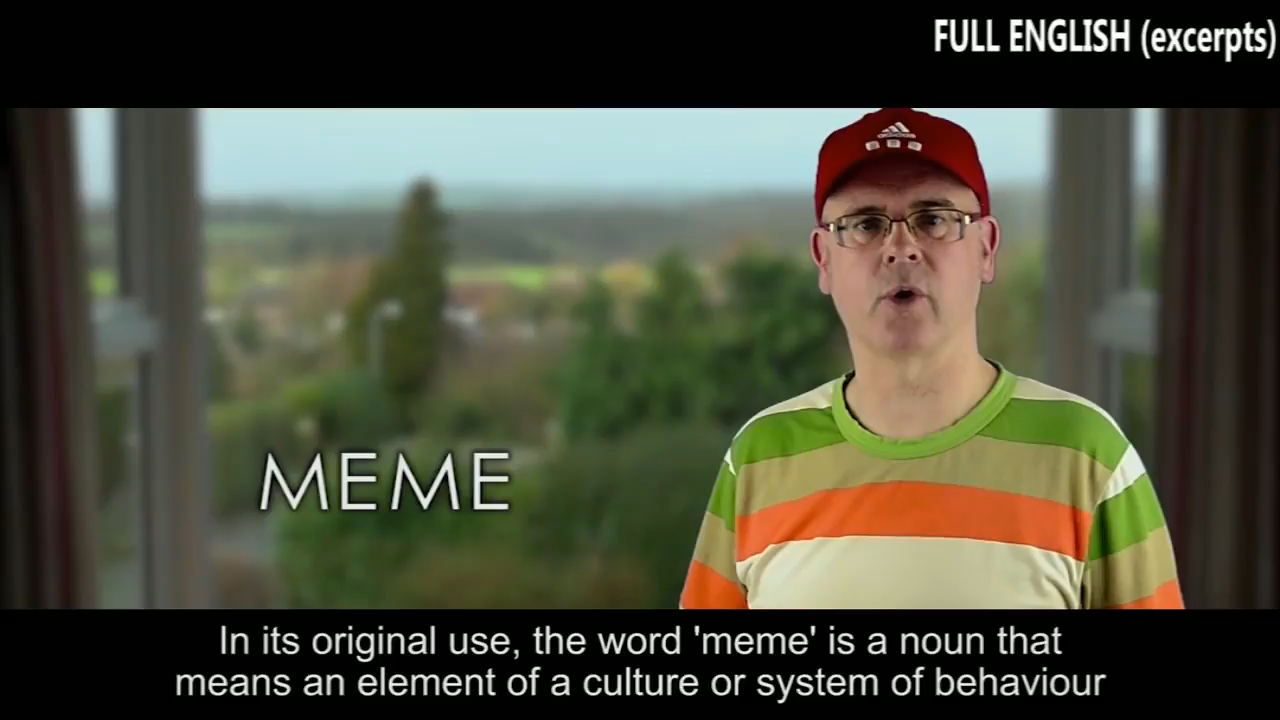 FULL ENGLISH (excerpts)
adidas
MEME
In its original use, the word 'meme' is a noun that
means an element of a culture or system of behaviour